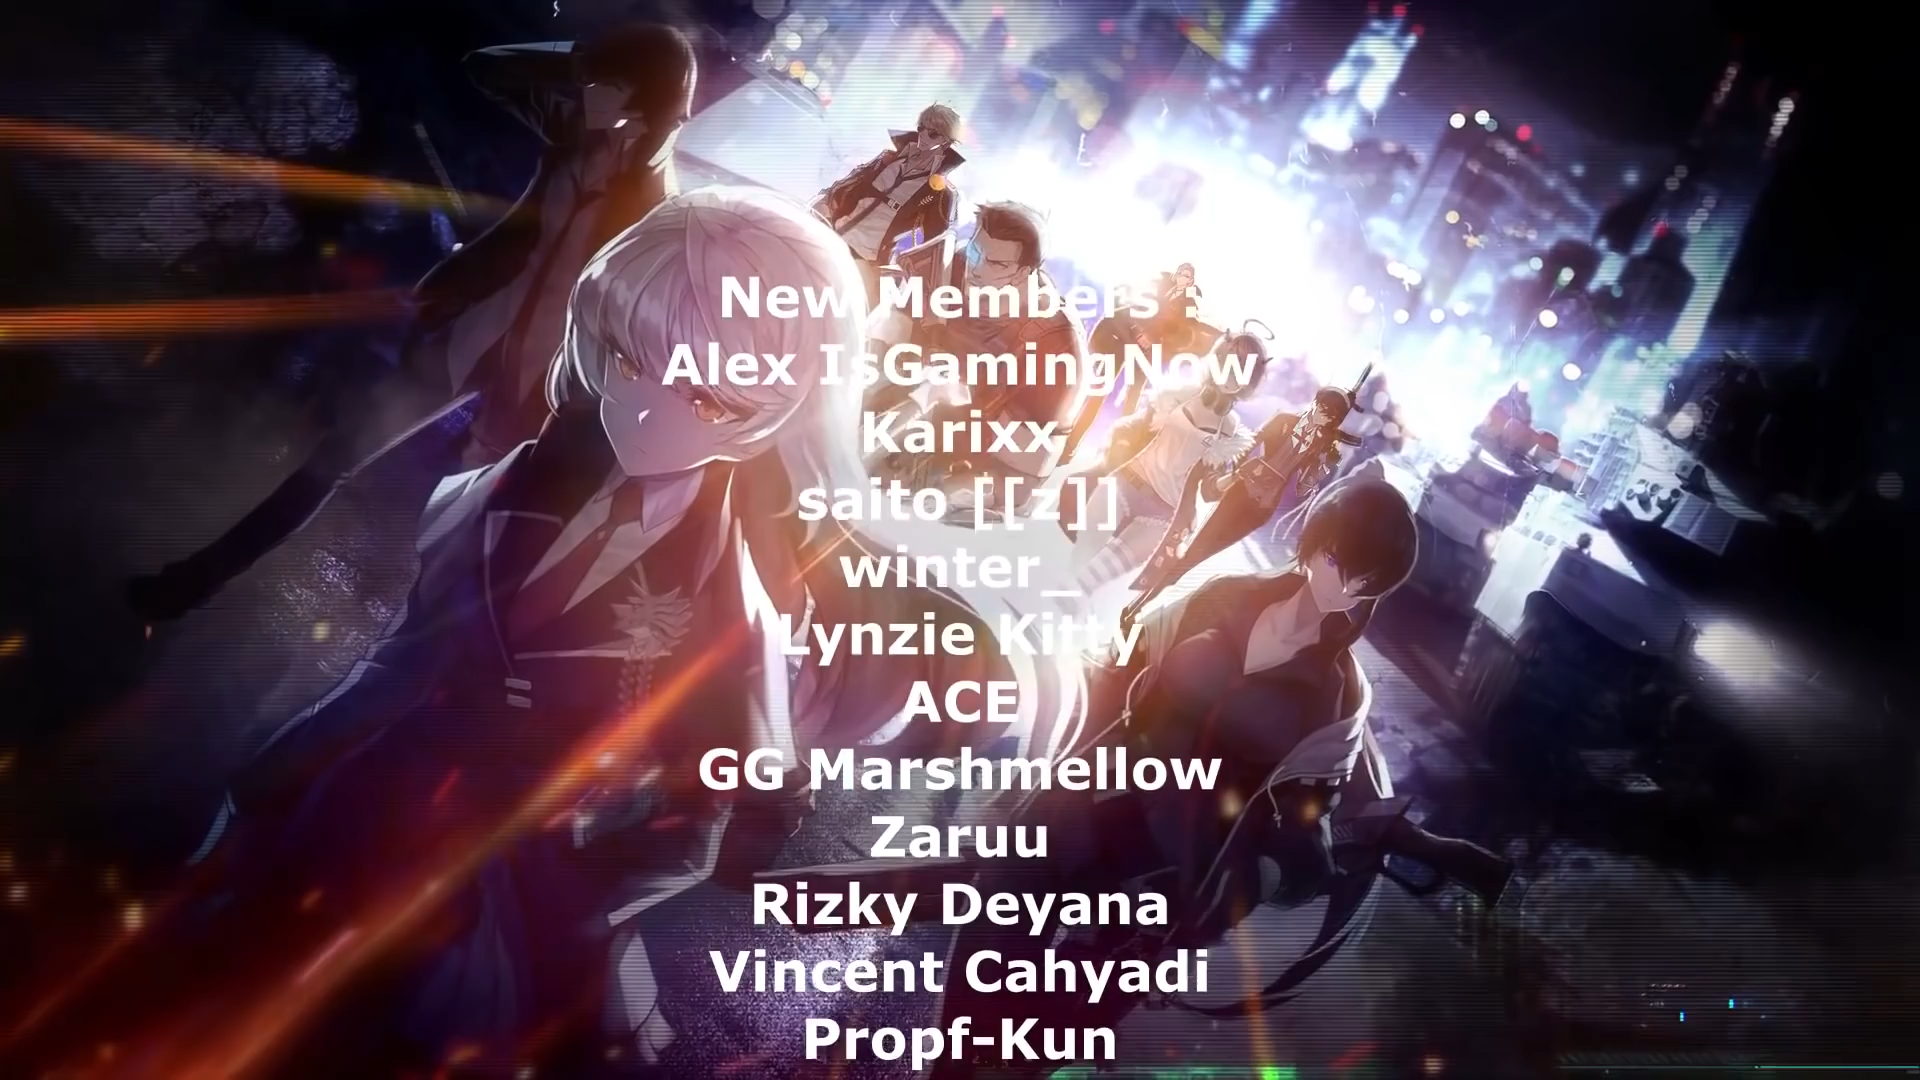 New Members :
Alex IsGamingNow
Karixx
saito [[z]]
winter_
Lynzie Kitty
ACE
GG Marshmellow
Zaruu
Rizky Deyana
Vincent Cahyadi
Propf-Kun